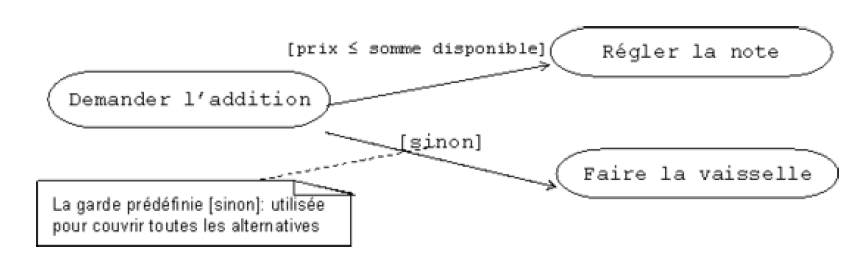 [prix ≤ somme disponible]
Régler la note
Demander l'addition
[sinon]
Faire la vaisselle
La garde prédéfinie [sinon]: utilisée
pour couvrir toutes les alternatives